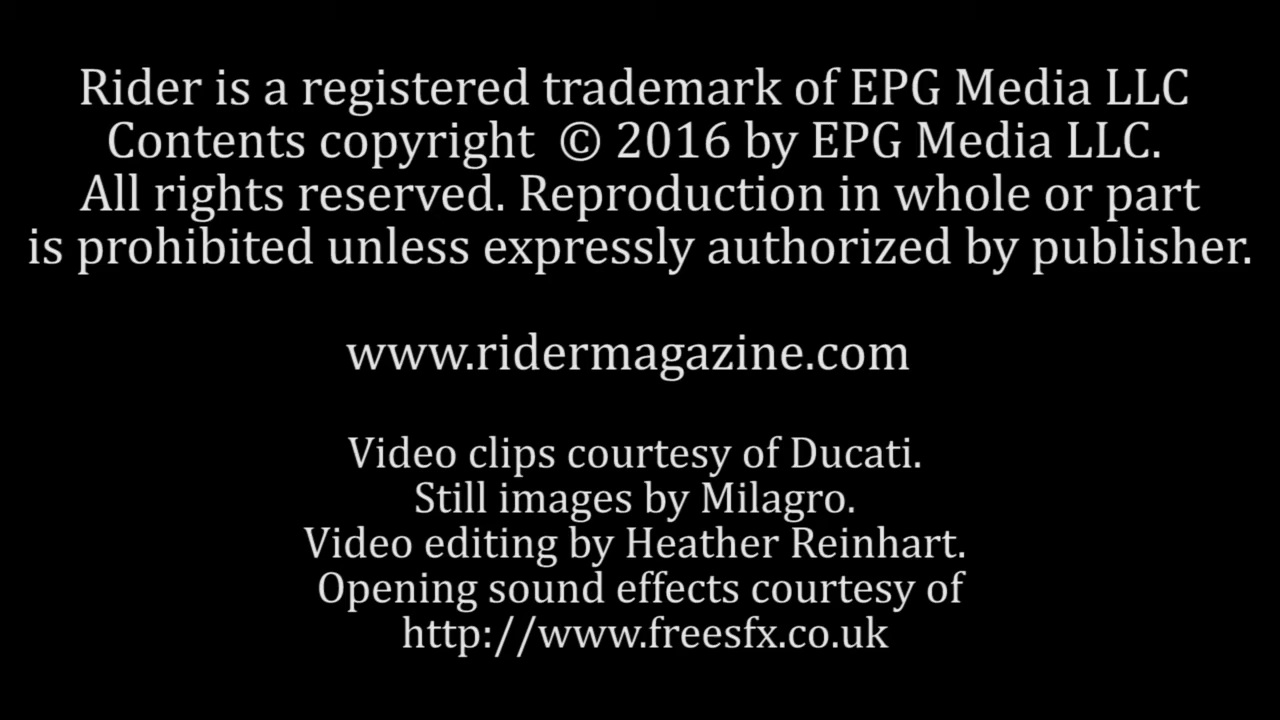 Rider is a registered trademark of EPG Media LLC
Contents copyright © 2016 by EPG Media LLC.
All rights reserved. Reproduction in whole or part
is prohibited unless expressly authorized by publisher.
www.ridermagazine.com
Video clips courtesy of Ducati.
Still images by Milagro.
Video editing by Heather Reinhart.
Opening sound effects courtesy of
http://www.freesfx.co.uk